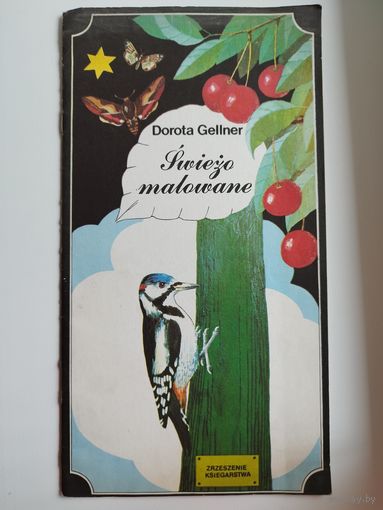 Dorota Gellner
Świeżo
malowane
ZRZESZENIE
KSIĘGARSTWA